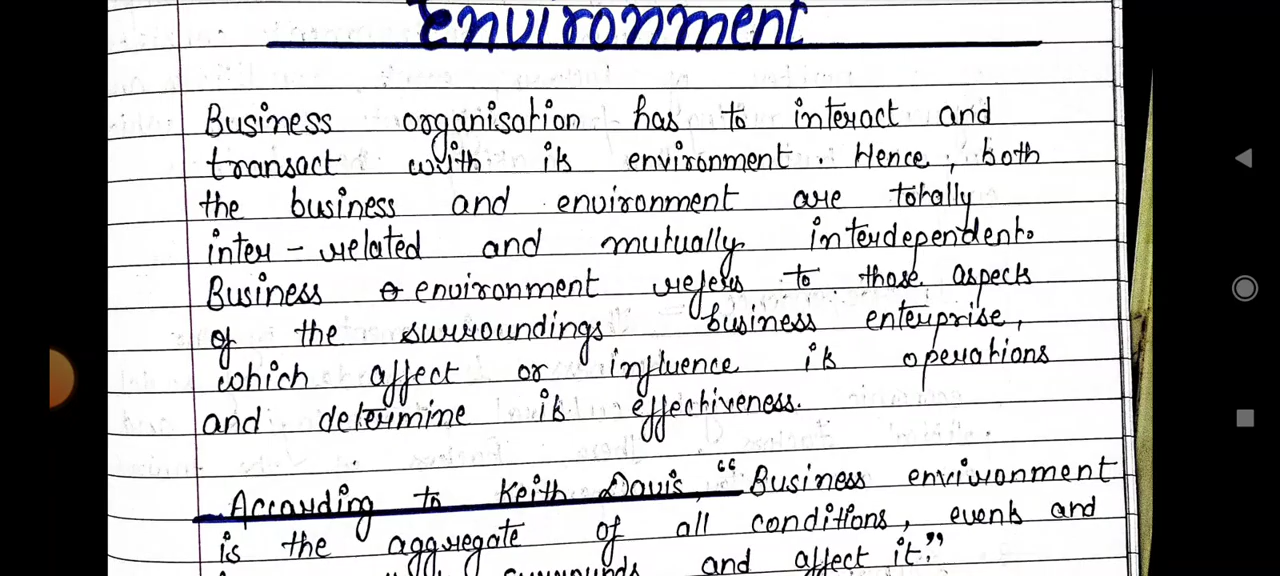 environment
Business organisation has to interact and
transact with its environment. Hence, both
the business and environment are totally
inter-related and mutually interdependent.
Business environment refers to those aspects
of the surroundings business enterprise,
which affect or influence its operations
and determine its effectiveness.
According to Keith Davis, "Business environment
is the aggregate of all conditions, events and
surrounds and affect it."